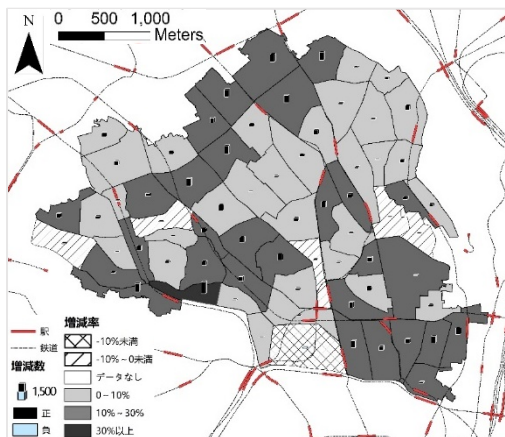 N
0 500 1,000
Meters
駅
鉄道
増減数
1,500
正
負
増減率
-10%未満
-10%~0未満
データなし
0~10%
10%~30%
30%以上